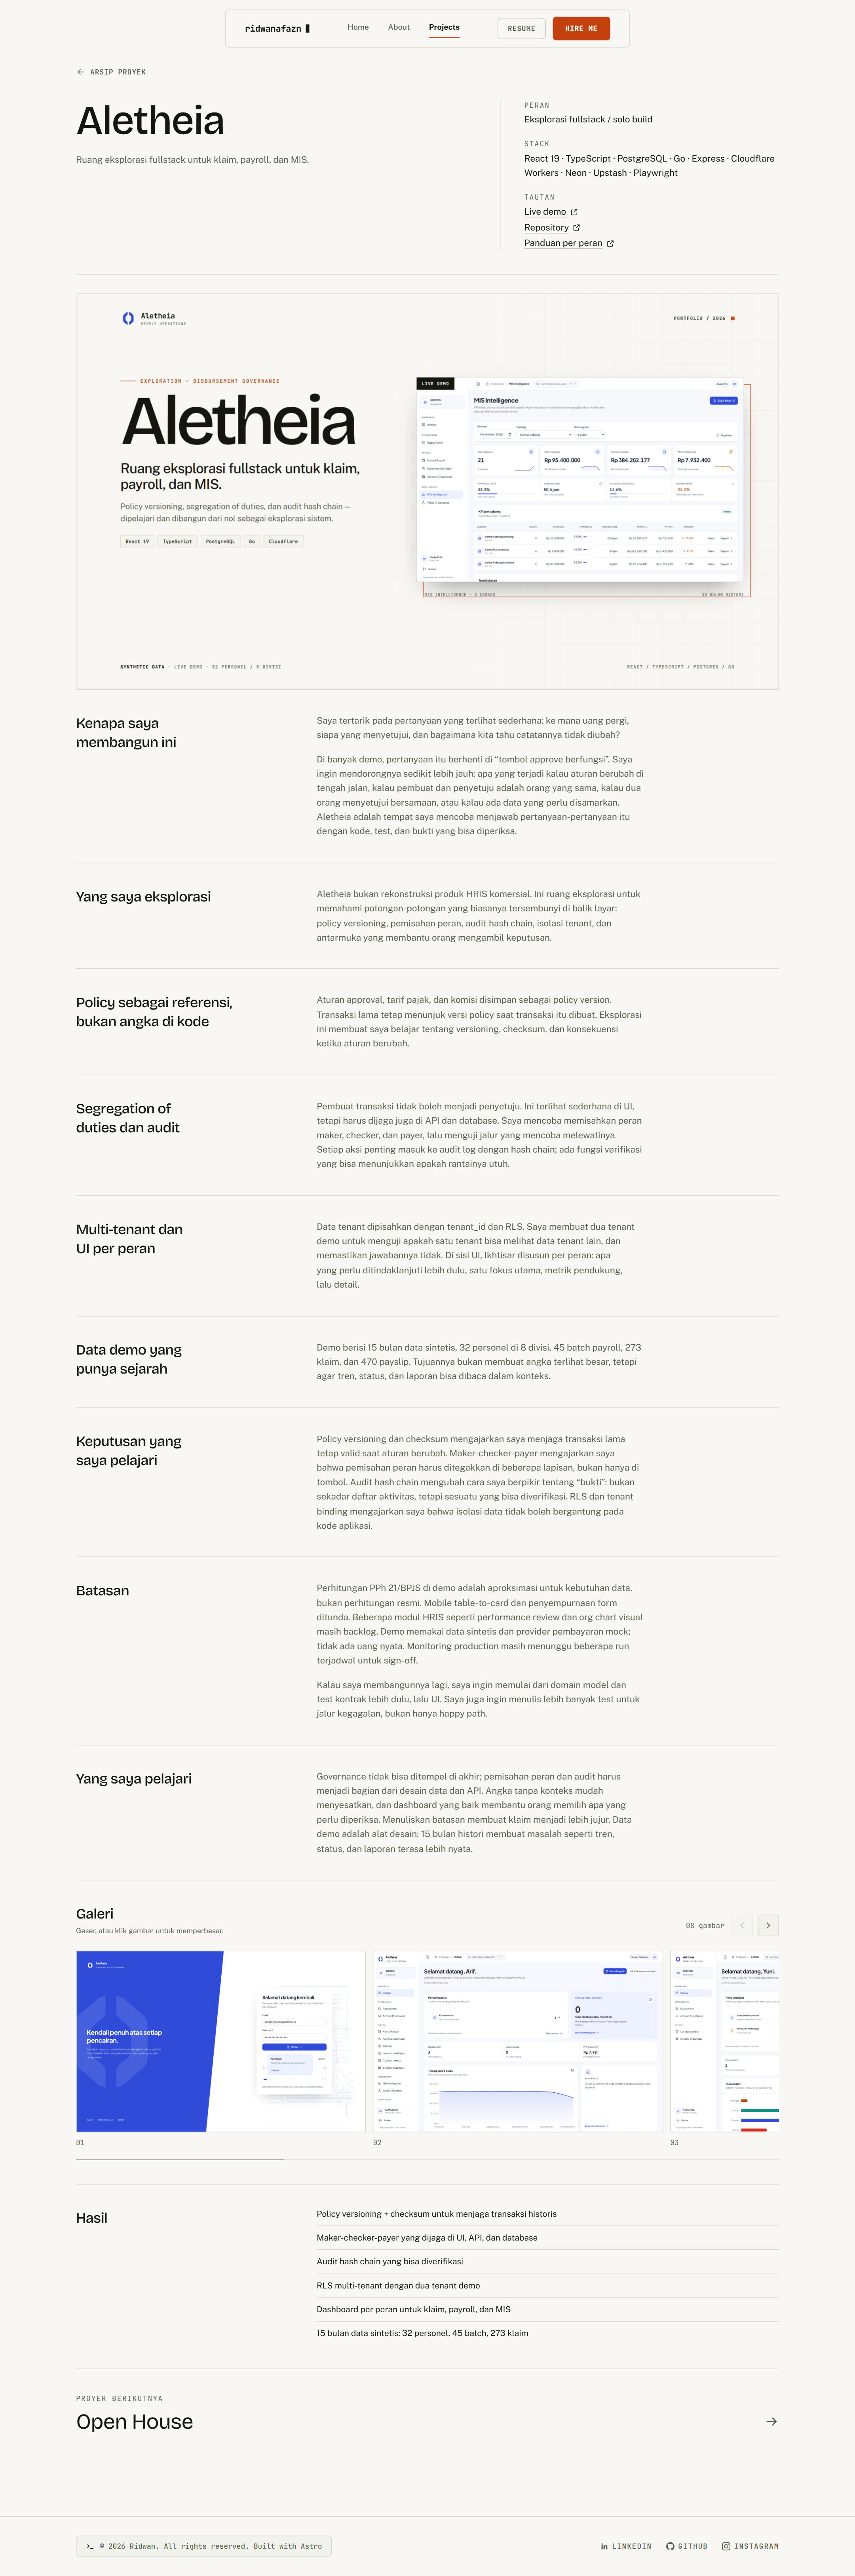 ridwanafazn
Home
About
Projects
RESUME
HIRE ME
← ARSIP PROYEK
Aletheia
Ruang eksplorasi fullstack untuk klaim, payroll, dan MIS.
PERAN
Eksplorasi fullstack / solo build
STACK
React 19 · TypeScript · PostgreSQL · Go · Express · Cloudflare
Workers · Neon · Upstash · Playwright
TAUTAN
Live demo
Repository
Panduan per peran
Aletheia
PEOPLE OPERATIONS
PORTFOLIO / 2026
EXPLORATION — DISBURSEMENT GOVERNANCE
Aletheia
Ruang eksplorasi fullstack untuk klaim,
payroll, dan MIS.
Policy versioning, segregation of duties, dan audit hash chain —
dipelajari dan dibangun dari nol sebagai eksplorasi sistem.
React 19
TypeScript
PostgreSQL
Go
Cloudflare
LIVE DEMO
MIS Intelligence
21
Rp 95.400.000
Rp 384.202.177
Rp 7.932.400
SYNTHETIC DATA · LIVE DEMO · 32 PERSONEL / 8 DIVISI
REACT / TYPESCRIPT / POSTGRES / GO
Kenapa saya
membangun ini
Saya tertarik pada pertanyaan yang terlihat sederhana: ke mana uang pergi,
siapa yang menyetujui, dan bagaimana kita tahu catatannya tidak diubah?
Di banyak demo, pertanyaan itu berhenti di “tombol approve berfungsi”. Saya
ingin mendorongnya sedikit lebih jauh: apa yang terjadi kalau aturan berubah di
tengah jalan, kalau pembuat dan penyetuju adalah orang yang sama, kalau dua
orang menyetujui bersamaan, atau kalau ada data yang perlu disamarkan.
Aletheia adalah tempat saya mencoba menjawab pertanyaan-pertanyaan itu
dengan kode, test, dan bukti yang bisa diperiksa.
Yang saya eksplorasi
Aletheia bukan rekonstruksi produk HRIS komersial. Ini ruang eksplorasi untuk
memahami potongan-potongan yang biasanya tersembunyi di balik layar:
policy versioning, pemisahan peran, audit hash chain, isolasi tenant, dan
antarmuka yang membantu orang mengambil keputusan.
Policy sebagai referensi,
bukan angka di kode
Aturan approval, tarif pajak, dan komisi disimpan sebagai policy version.
Transaksi lama tetap menunjuk versi policy saat transaksi itu dibuat. Eksplorasi
ini membuat saya belajar tentang versioning, checksum, dan konsekuensi
ketika aturan berubah.
Segregation of
duties dan audit
Pembuat transaksi tidak boleh menjadi penyetuju. Ini terlihat sederhana di UI,
tetapi harus dijaga juga di API dan database. Saya mencoba memisahkan peran
maker, checker, dan payer, lalu menguji jalur yang mencoba melewatinya.
Setiap aksi penting masuk ke audit log dengan hash chain; ada fungsi verifikasi
yang bisa menunjukkan apakah rantainya utuh.
Multi-tenant dan
UI per peran
Data tenant dipisahkan dengan tenant_id dan RLS. Saya membuat dua tenant
demo untuk menguji apakah satu tenant bisa melihat data tenant lain, dan
memastikan jawabannya tidak. Di sisi UI, Ikhtisar disusun per peran: apa
yang perlu ditindaklanjuti lebih dulu, satu fokus utama, metrik pendukung,
lalu detail.
Data demo yang
punya sejarah
Demo berisi 15 bulan data sintetis, 32 personel di 8 divisi, 45 batch payroll, 273
klaim, dan 470 payslip. Tujuannya bukan membuat angka terlihat besar, tetapi
agar tren, status, dan laporan bisa dibaca dalam konteks.
Keputusan yang
saya pelajari
Policy versioning dan checksum mengajarkan saya menjaga transaksi lama
tetap valid saat aturan berubah. Maker-checker-payer mengajarkan saya
bahwa pemisahan peran harus ditegakkan di beberapa lapisan, bukan hanya di
tombol. Audit hash chain mengubah cara saya berpikir tentang “bukti”: bukan
sekadar daftar aktivitas, tetapi sesuatu yang bisa diverifikasi. RLS dan tenant
binding mengajarkan saya bahwa isolasi data tidak boleh bergantung pada
kode aplikasi.
Batasan
Perhitungan PPh 21/BPJS di demo adalah aproksimasi untuk kebutuhan data,
bukan perhitungan resmi. Mobile table-to-card dan penyempurnaan form
ditunda. Beberapa modul HRIS seperti performance review dan org chart visual
masih backlog. Demo memakai data sintetis dan provider pembayaran mock;
tidak ada uang nyata. Monitoring production masih menunggu beberapa run
terjadwal untuk sign-off.
Kalau saya membangunnya lagi, saya ingin memulai dari domain model dan
test kontrak lebih dulu, lalu UI. Saya juga ingin menulis lebih banyak test untuk
jalur kegagalan, bukan hanya happy path.
Yang saya pelajari
Governance tidak bisa ditempel di akhir; pemisahan peran dan audit harus
menjadi bagian dari desain data dan API. Angka tanpa konteks mudah
menyesatkan, dan dashboard yang baik membantu orang memilih apa yang
perlu diperiksa. Menuliskan batasan membuat klaim menjadi lebih jujur. Data
demo adalah alat desain: 15 bulan histori membuat masalah seperti tren,
status, dan laporan terasa lebih nyata.
Galeri
Geser, atau klik gambar untuk memperbesar.
08 gambar
Kendali penuh atas setiap
pencairan.
Selamat datang kembali
Selamat datang, Arif.
Selamat datang, Yuni.
01
02
03
Hasil
Policy versioning + checksum untuk menjaga transaksi historis
Maker-checker-payer yang dijaga di UI, API, dan database
Audit hash chain yang bisa diverifikasi
RLS multi-tenant dengan dua tenant demo
Dashboard per peran untuk klaim, payroll, dan MIS
15 bulan data sintetis: 32 personel, 45 batch, 273 klaim
PROYEK BERIKUTNYA
Open House
→
© 2026 Ridwan. All rights reserved. Built with Astro
LINKEDIN
GITHUB
INSTAGRAM